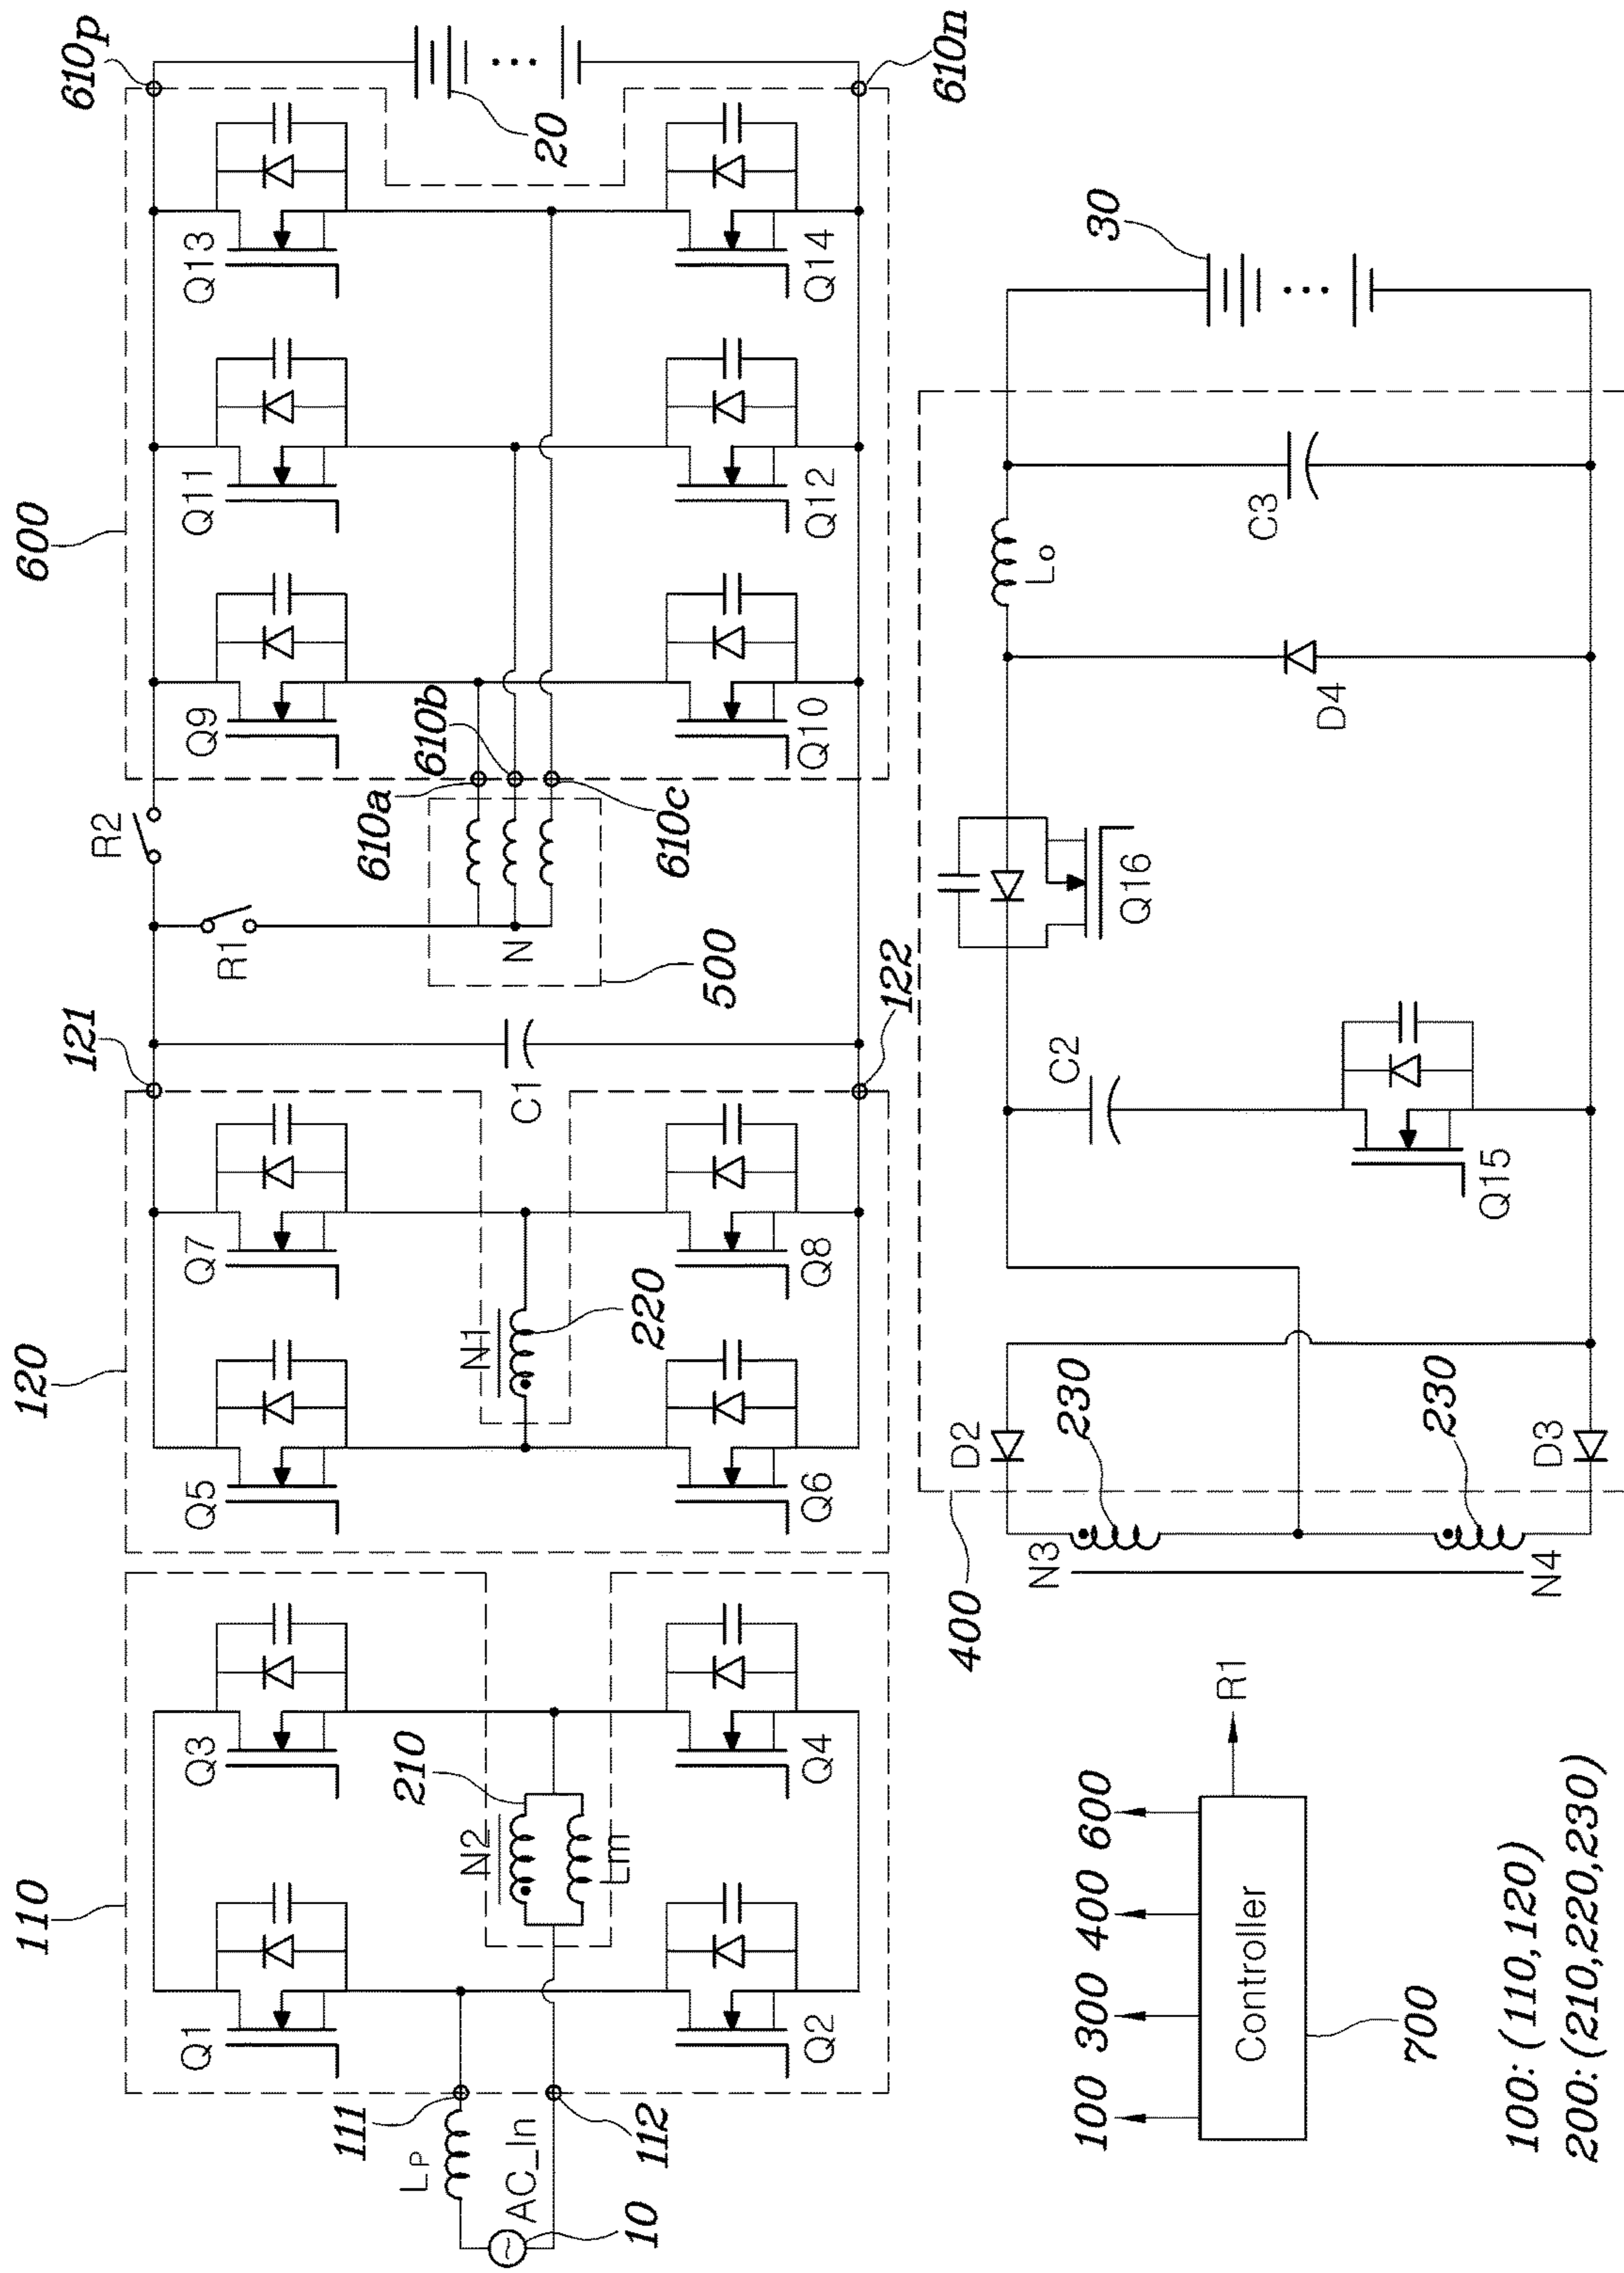 110
120
600
Q1
Q3
Q5
Q7
Q9
Q11
Q13
121
R1
R2
610p
111
LP
AC_In
10
112
N2
210
Lm
N1
220
C1
N
500
610a
610b
610c
20
Q2
Q4
Q6
Q8
122
Q10
Q12
Q14
610n
400
D2
N3
230
N4
230
D3
C2
Q15
Q16
D4
Lo
C3
30
100 300 400 600
R1
Controller
700
100: (110,120)
200: (210,220,230)